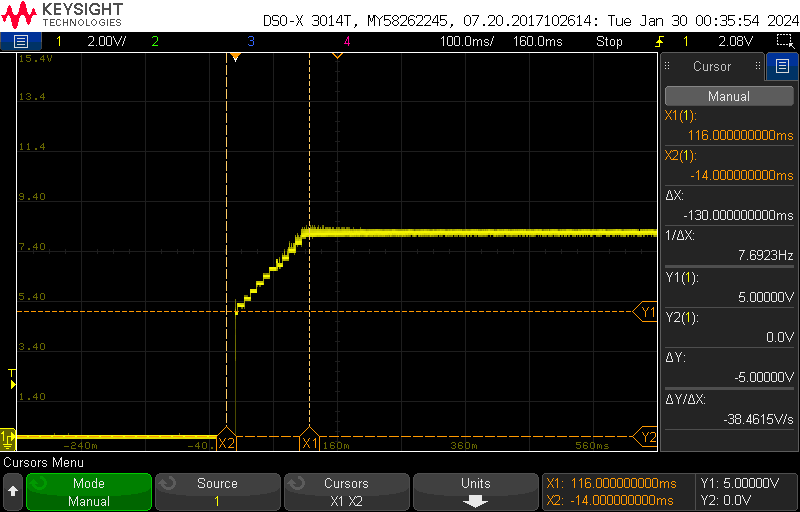 KEYSIGHT
TECHNOLOGIES
DSO-X 3014T, MY58262245, 07.20.2017102614: Tue Jan 30 00:35:54 2024
1 2.00V/ 2 3 4 100.0ms/ 160.0ms Stop 1 2.08V
15.4V
13.4
11.4
9.40
7.40
5.40
3.40
1.40
T
1
-240m -40. 160m 360m 560ms
X2 X1
Y1
Y2
Cursor
Manual
X1(1):
116.000000000ms
X2(1):
-14.000000000ms
ΔX:
-130.000000000ms
1/ΔX:
7.6923Hz
Y1(1):
5.00000V
Y2(1):
0.0V
ΔY:
-5.00000V
ΔY/ΔX:
-38.4615V/s
Cursors Menu
Mode
Manual
Source
1
Cursors
X1 X2
Units
X1: 116.000000000ms
X2: -14.000000000ms
Y1: 5.00000V
Y2: 0.0V